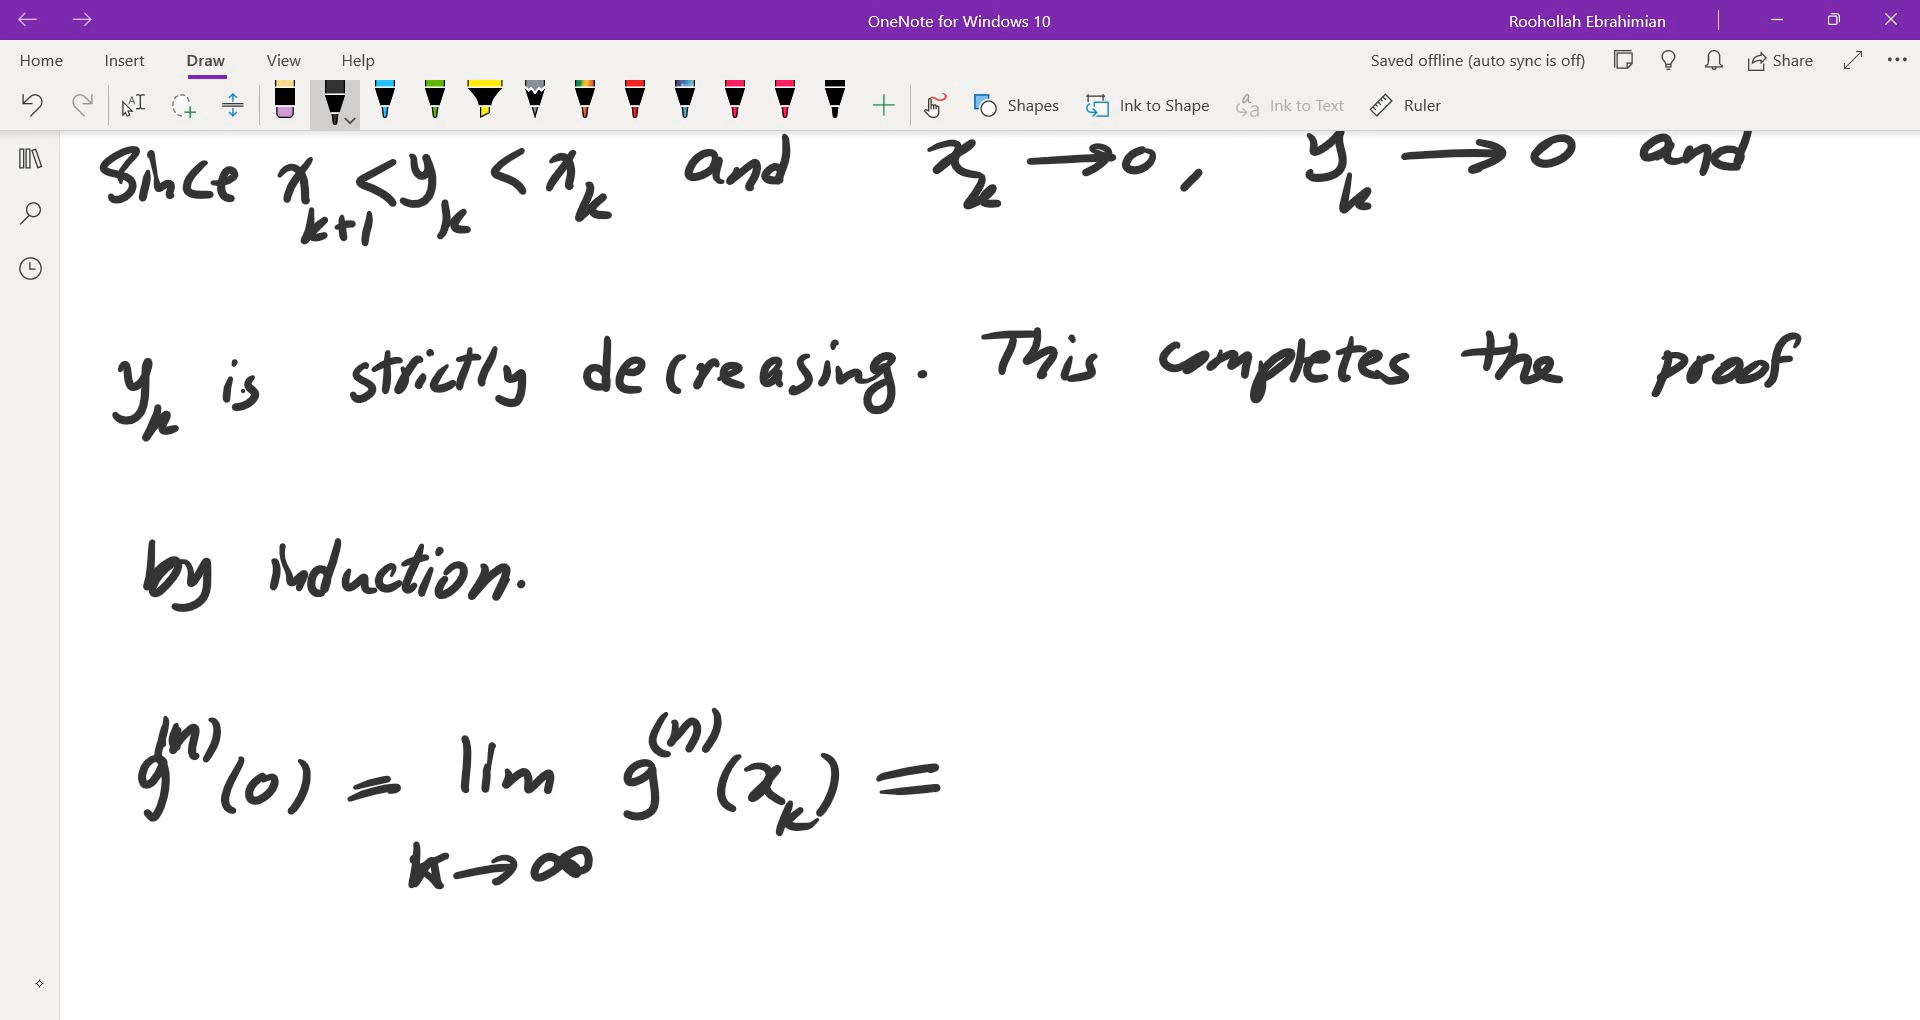 OneNote for Windows 10
Roohollah Ebrahimian
Home Insert Draw View Help
Saved offline (auto sync is off) Share
Shapes Ink to Shape Ink to Text Ruler
Since x_{k+1} < y_k < x_k and x_k → 0, y_k → 0 and
y_k is strictly decreasing. This completes the proof
by induction.
g^{(n)}(0) = lim_{k→∞} g^{(n)}(x_k) =